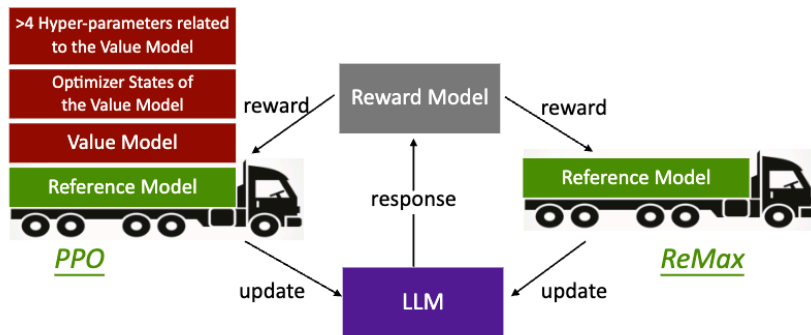 >4 Hyper-parameters related
to the Value Model
Optimizer States of
the Value Model
Value Model
Reference Model
PPO
reward
Reward Model
reward
response
update
LLM
update
Reference Model
ReMax